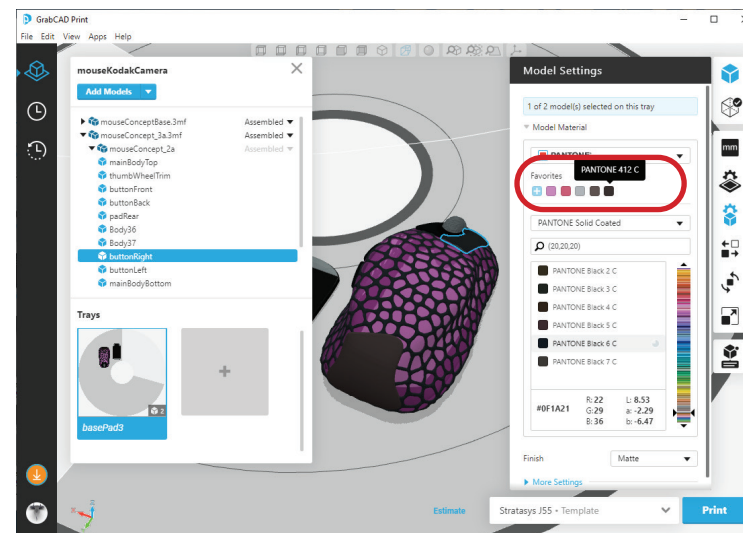 GrabCAD Print
File Edit View Apps Help
mouseKodakCamera
Add Models
mouseConceptBase.3mf Assembled
mouseConcept_3a.3mf Assembled
mouseConcept_2a Assembled
mainBodyTop
thumbWheelTrim
buttonFront
buttonBack
padRear
Body36
Body37
buttonRight
buttonLeft
mainBodyBottom
Trays
2
basePad3
Model Settings
1 of 2 model(s) selected on this tray
Model Material
PANTONE
PANTONE 412 C
Favorites
PANTONE Solid Coated
(20,20,20)
PANTONE Black 2 C
PANTONE Black 3 C
PANTONE Black 4 C
PANTONE Black 5 C
PANTONE Black 6 C
PANTONE Black 7 C
#0F1A21
R: 22 L: 8.53
G:29 a: -2.29
B: 36 b: -6.47
Finish Matte
More Settings
mm
Estimate
Stratasys J55 • Template
Print